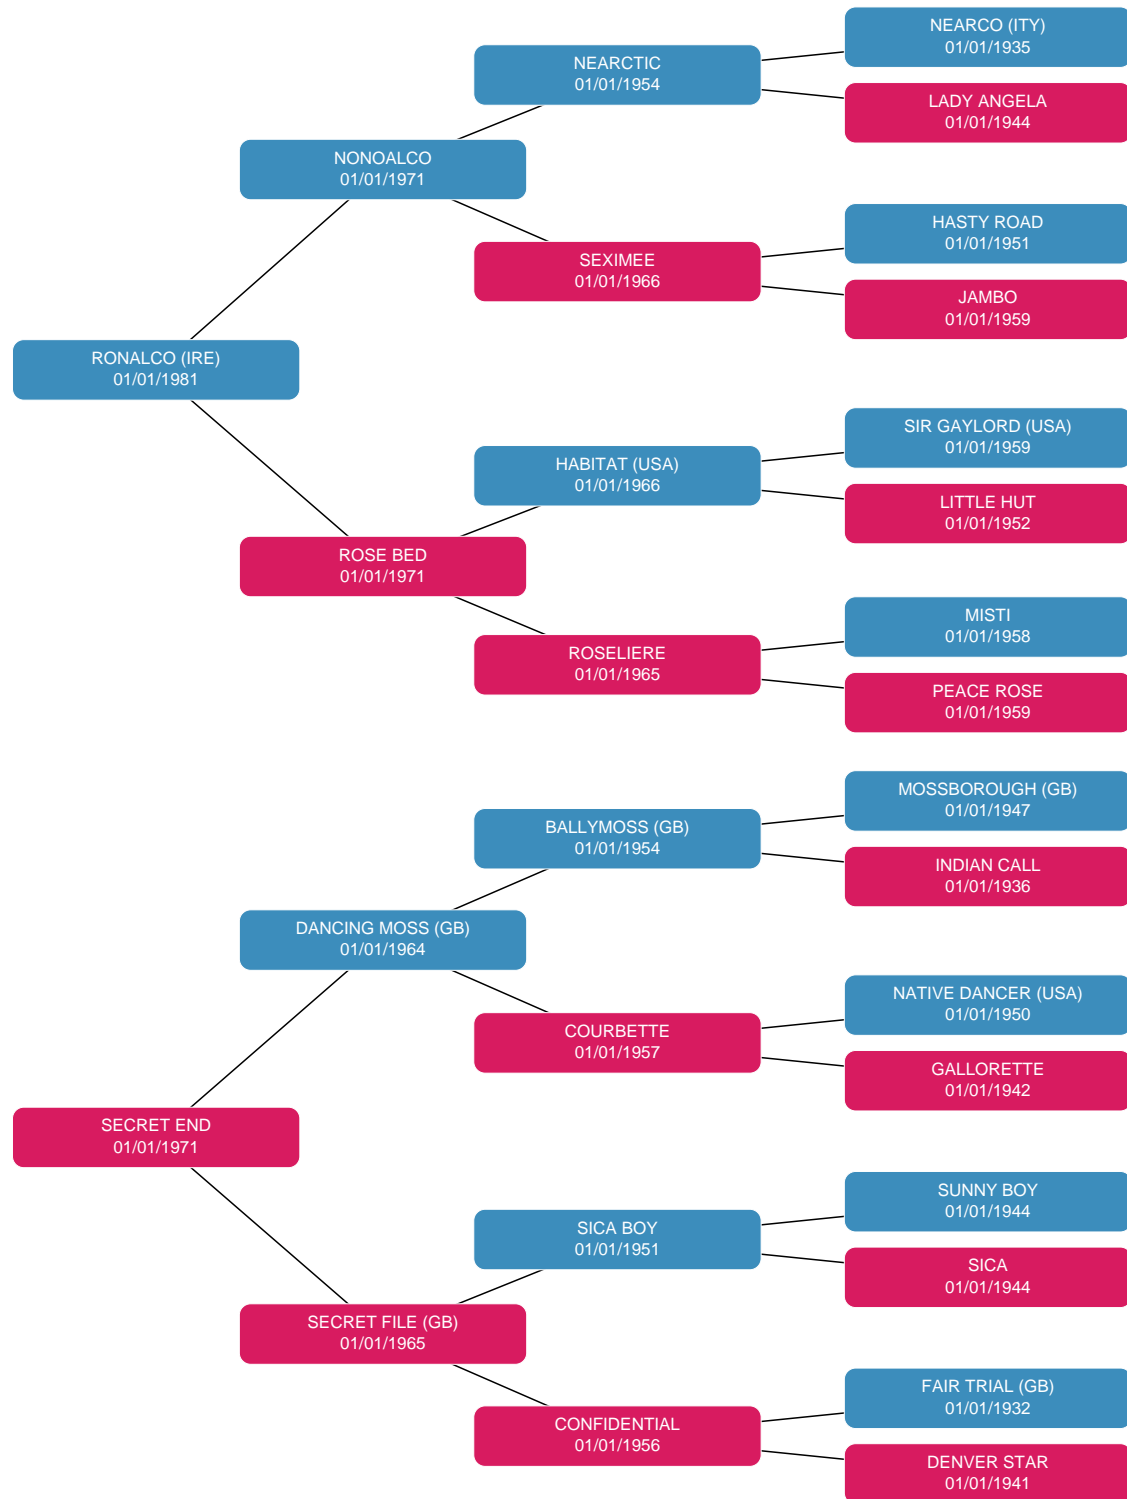 NEARCO (ITY)
01/01/1935
NEARCTIC
01/01/1954
LADY ANGELA
01/01/1944
NONOALCO
01/01/1971
HASTY ROAD
01/01/1951
SEXIMEE
01/01/1966
JAMBO
01/01/1959
RONALCO (IRE)
01/01/1981
SIR GAYLORD (USA)
01/01/1959
HABITAT (USA)
01/01/1966
LITTLE HUT
01/01/1952
ROSE BED
01/01/1971
MISTI
01/01/1958
ROSELIERE
01/01/1965
PEACE ROSE
01/01/1959
MOSSBOROUGH (GB)
01/01/1947
BALLYMOSS (GB)
01/01/1954
INDIAN CALL
01/01/1936
DANCING MOSS (GB)
01/01/1964
NATIVE DANCER (USA)
01/01/1950
COURBETTE
01/01/1957
GALLORETTE
01/01/1942
SECRET END
01/01/1971
SUNNY BOY
01/01/1944
SICA BOY
01/01/1951
SICA
01/01/1944
SECRET FILE (GB)
01/01/1965
FAIR TRIAL (GB)
01/01/1932
CONFIDENTIAL
01/01/1956
DENVER STAR
01/01/1941